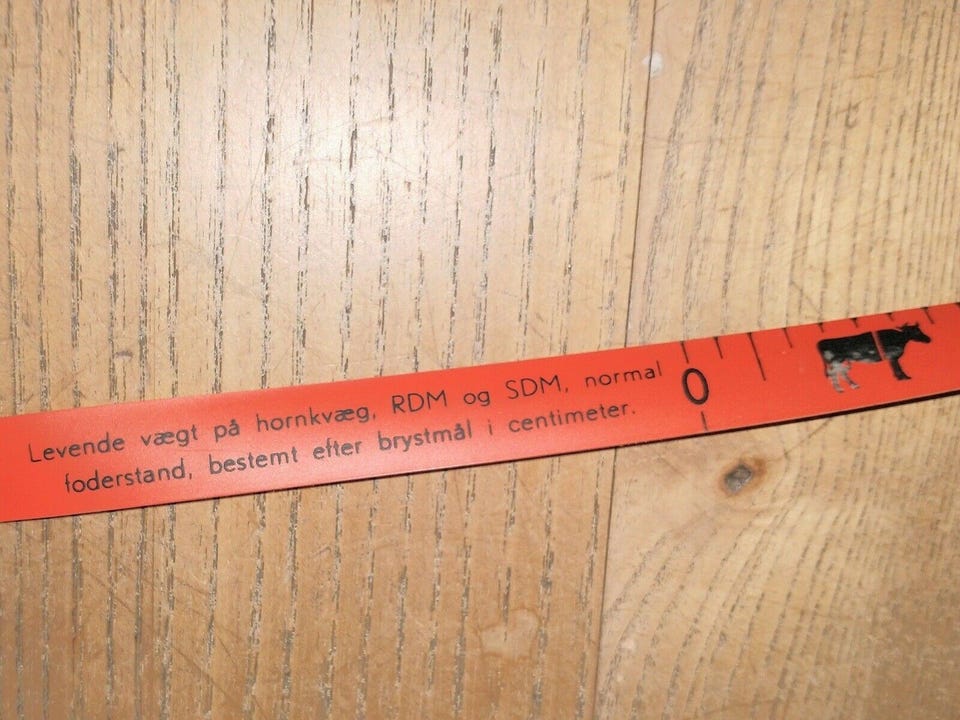 Levende vægt på hornkvæg, RDM og SDM, normal
foderstand, bestemt efter brystmål i centimeter.
0